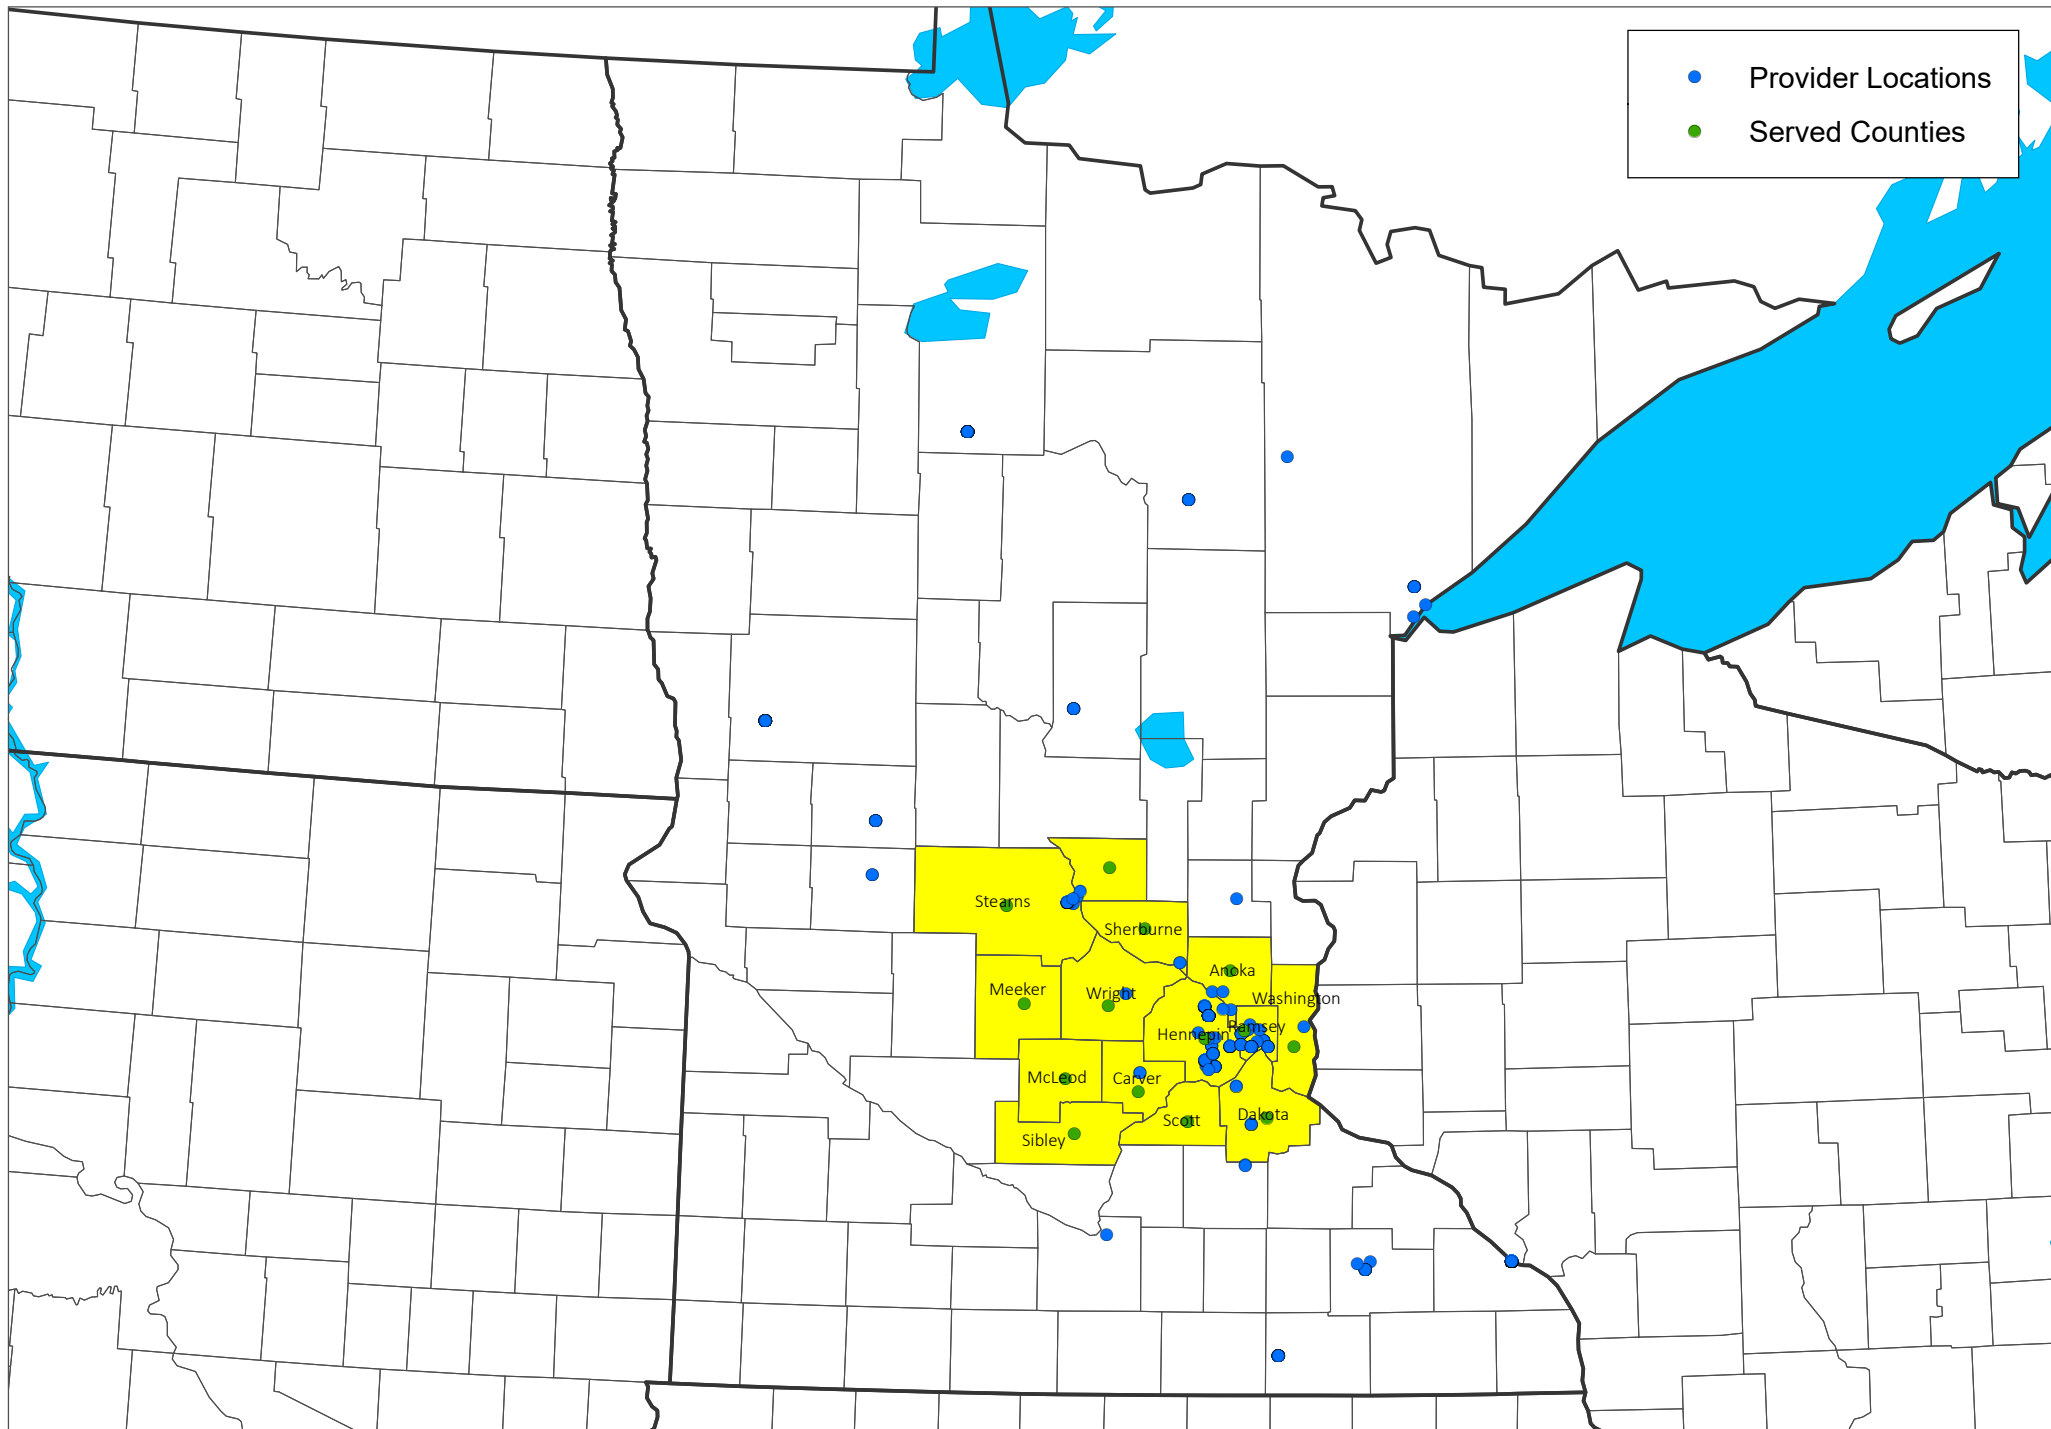 Provider Locations
Served Counties
Stearns
Sherburne
Anoka
Meeker
Wright
Washington
Hennepin
Ramsey
McLeod
Carver
Scott
Dakota
Sibley